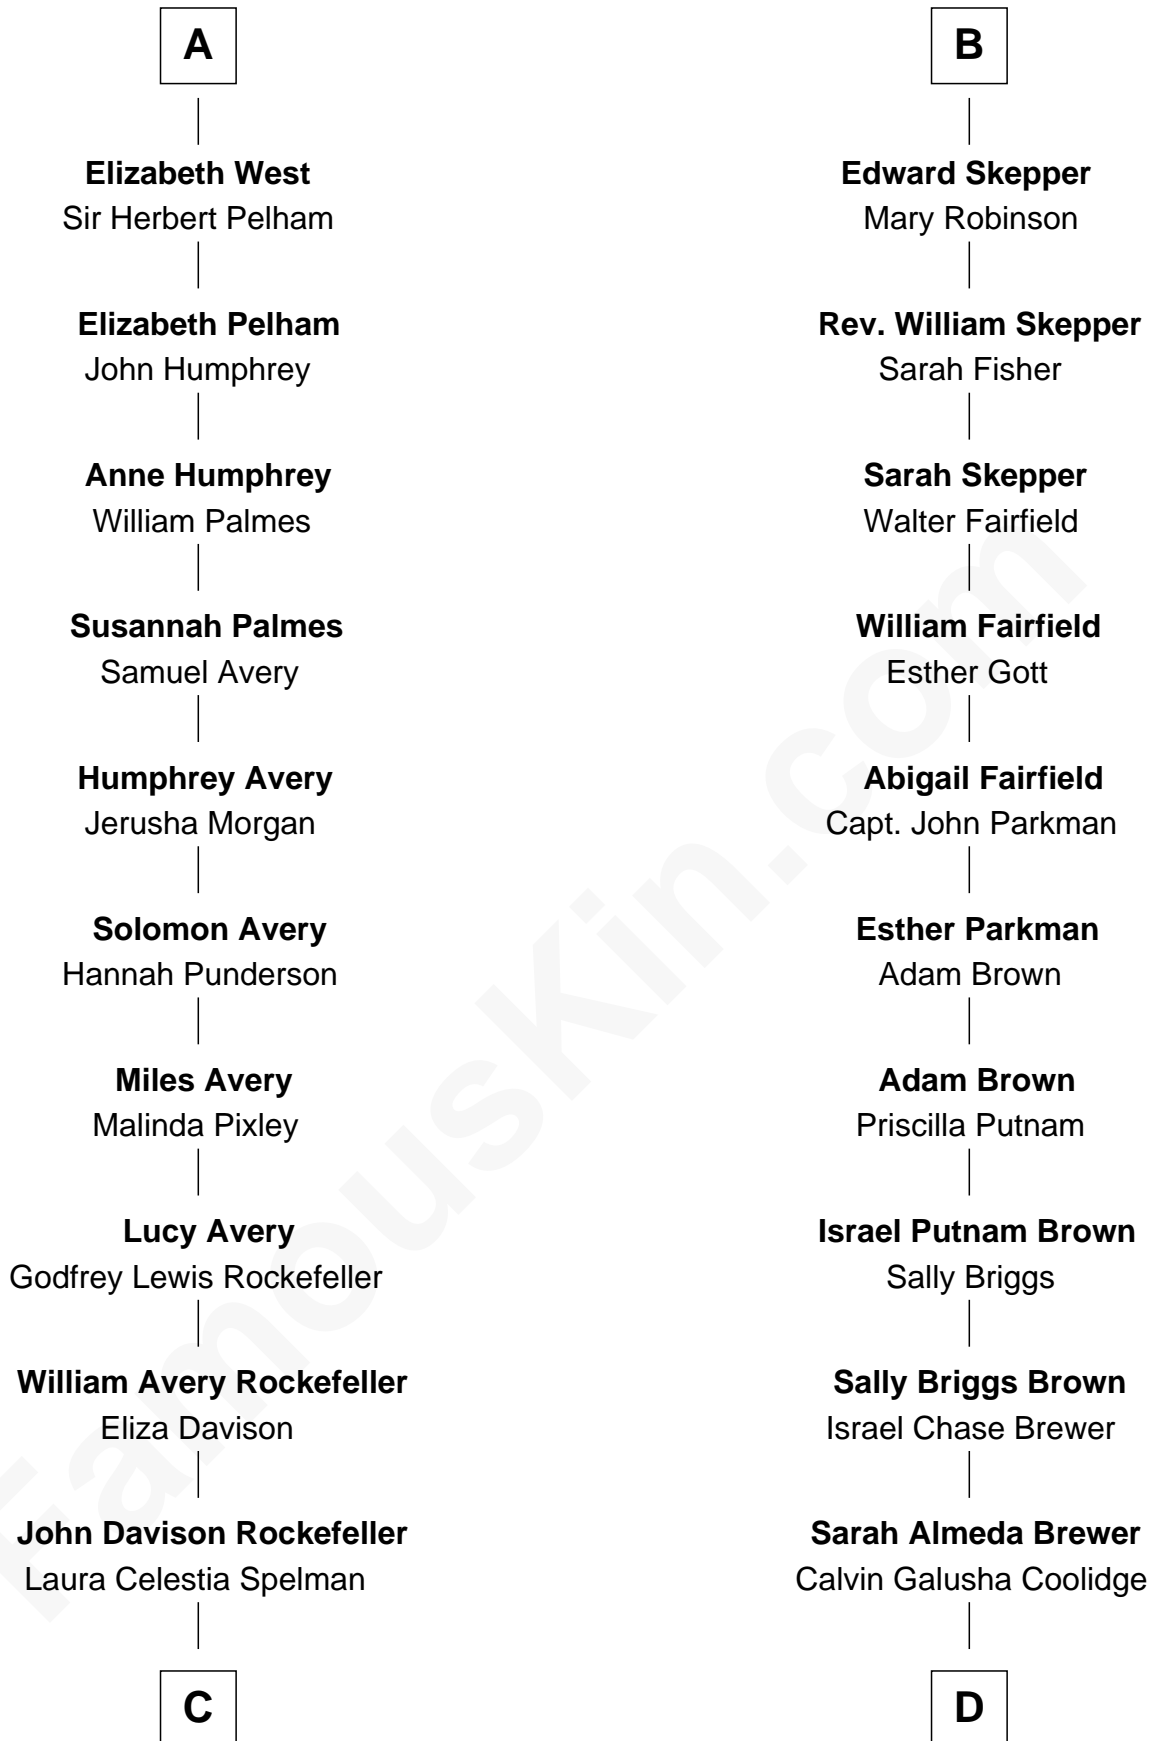 A
Elizabeth West
Sir Herbert Pelham
Elizabeth Pelham
John Humphrey
Anne Humphrey
William Palmes
Susannah Palmes
Samuel Avery
Humphrey Avery
Jerusha Morgan
Solomon Avery
Hannah Punderson
Miles Avery
Malinda Pixley
Lucy Avery
Godfrey Lewis Rockefeller
William Avery Rockefeller
Eliza Davison
John Davison Rockefeller
Laura Celestia Spelman
C
B
Edward Skepper
Mary Robinson
Rev. William Skepper
Sarah Fisher
Sarah Skepper
Walter Fairfield
William Fairfield
Esther Gott
Abigail Fairfield
Capt. John Parkman
Esther Parkman
Adam Brown
Adam Brown
Priscilla Putnam
Israel Putnam Brown
Sally Briggs
Sally Briggs Brown
Israel Chase Brewer
Sarah Almeda Brewer
Calvin Galusha Coolidge
D
FamousKin.com